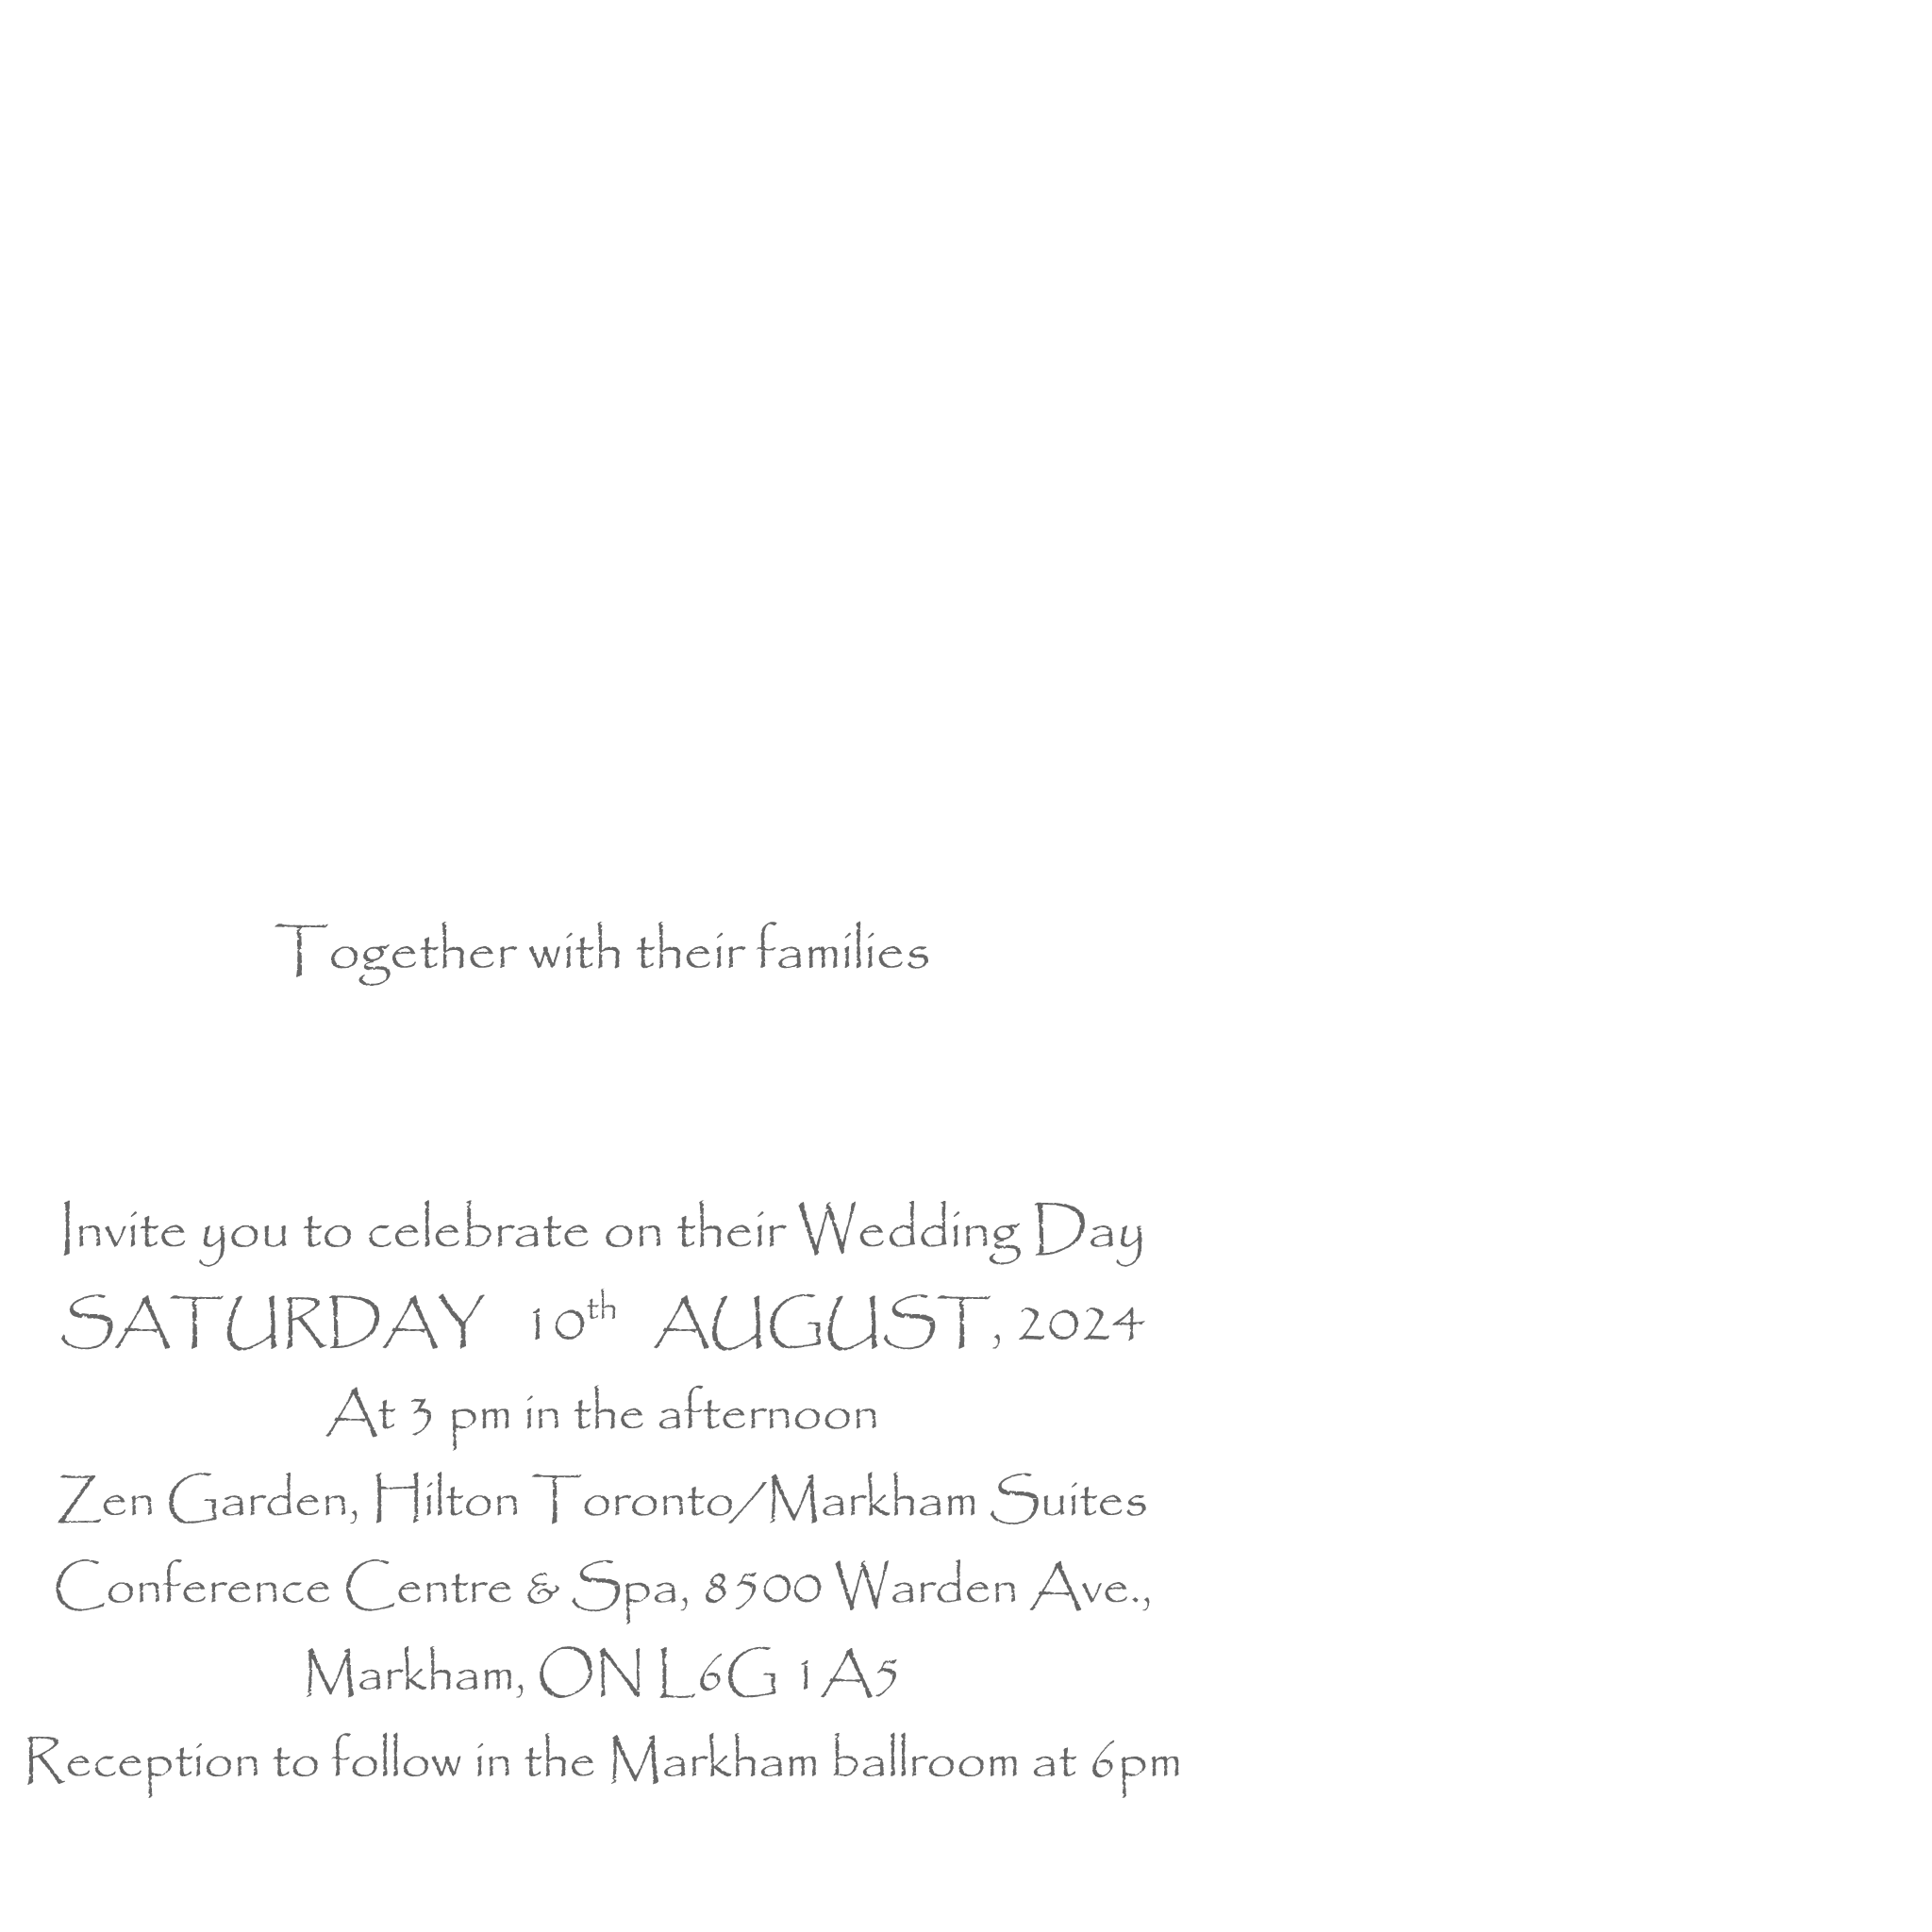 Together with their families
Invite you to celebrate on their Wedding Day
SATURDAY 10th AUGUST, 2024
At 3 pm in the afternoon
Zen Garden, Hilton Toronto/Markham Suites
Conference Centre & Spa, 8500 Warden Ave.,
Markham, ON L6G 1A5
Reception to follow in the Markham ballroom at 6pm